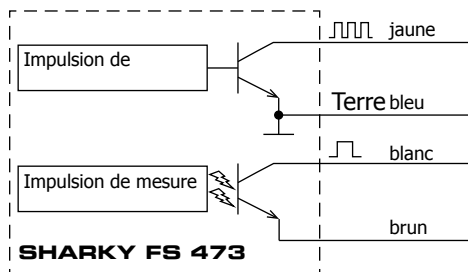 jaune
Impulsion de
Terre bleu
blanc
Impulsion de mesure
brun
SHARKY FS 473